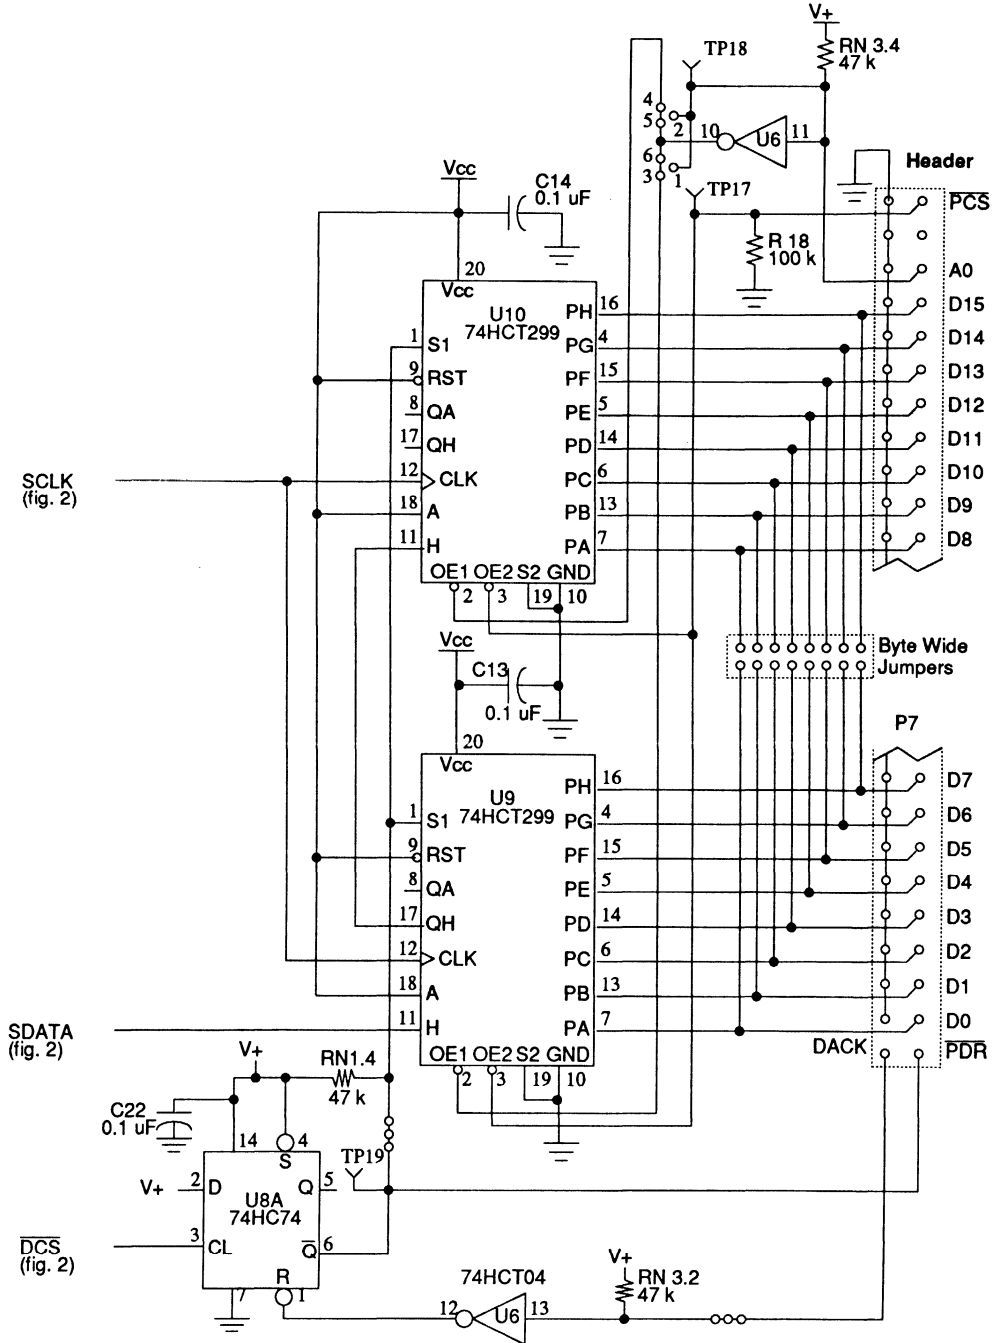 V+
RN 3.4
47 k
TP18
4
5
2
10
U6
11
6
3
1
TP17
Header
Vcc
C14
0.1 uF
R 18
100 k
PCS
A0
D15
D14
D13
D12
D11
D10
D9
D8
20
Vcc
U10
74HCT299
1 S1
9 RST
8 QA
17 QH
12 CLK
18 A
11 H
PH 16
PG 4
PF 15
PE 5
PD 14
PC 6
PB 13
PA 7
OE1 OE2 S2 GND
2 3 19 10
SCLK
(fig. 2)
Vcc
C13
0.1 uF
Byte Wide
Jumpers
P7
20
Vcc
U9
74HCT299
1 S1
9 RST
8 QA
17 QH
12 CLK
18 A
11 H
PH 16
PG 4
PF 15
PE 5
PD 14
PC 6
PB 13
PA 7
OE1 OE2 S2 GND
2 3 19 10
D7
D6
D5
D4
D3
D2
D1
D0
DACK
PDR
SDATA
(fig. 2)
V+
RN1.4
47 k
C22
0.1 uF
14
4
S
TP19
V+
2 D
Q 5
U8A
74HC74
DCS
(fig. 2)
3 CL
Q 6
R
7
1
74HCT04
12
U6
13
V+
RN 3.2
47 k